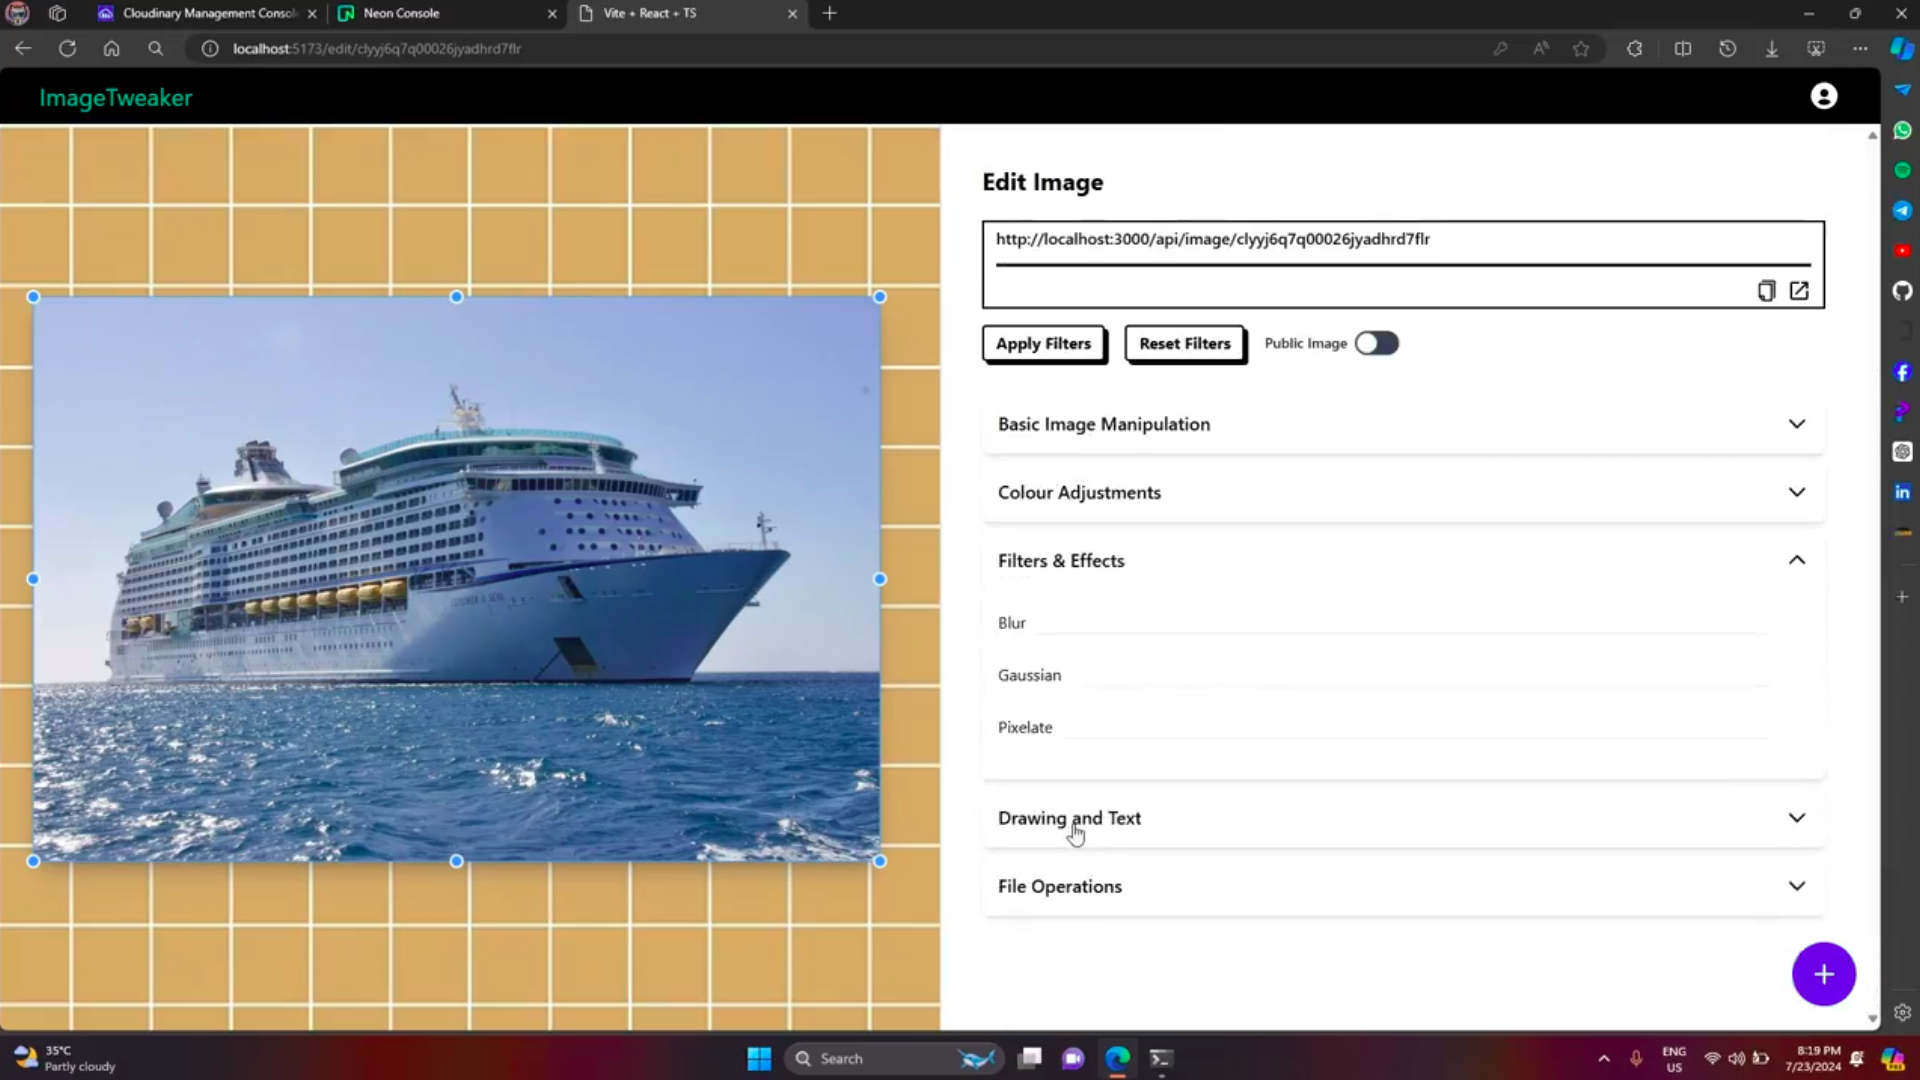 Cloudinary Management Consol
Neon Console
Vite + React + TS
localhost:5173/edit/clyyj6q7q00026jyadhrd7flr
ImageTweaker
Edit Image
http://localhost:3000/api/image/clyyj6q7q00026jyadhrd7flr
Apply Filters
Reset Filters
Public Image
Basic Image Manipulation
Colour Adjustments
Filters & Effects
Blur
Gaussian
Pixelate
Drawing and Text
File Operations
35°C
Partly cloudy
Search
ENG
US
8:19 PM
7/23/2024